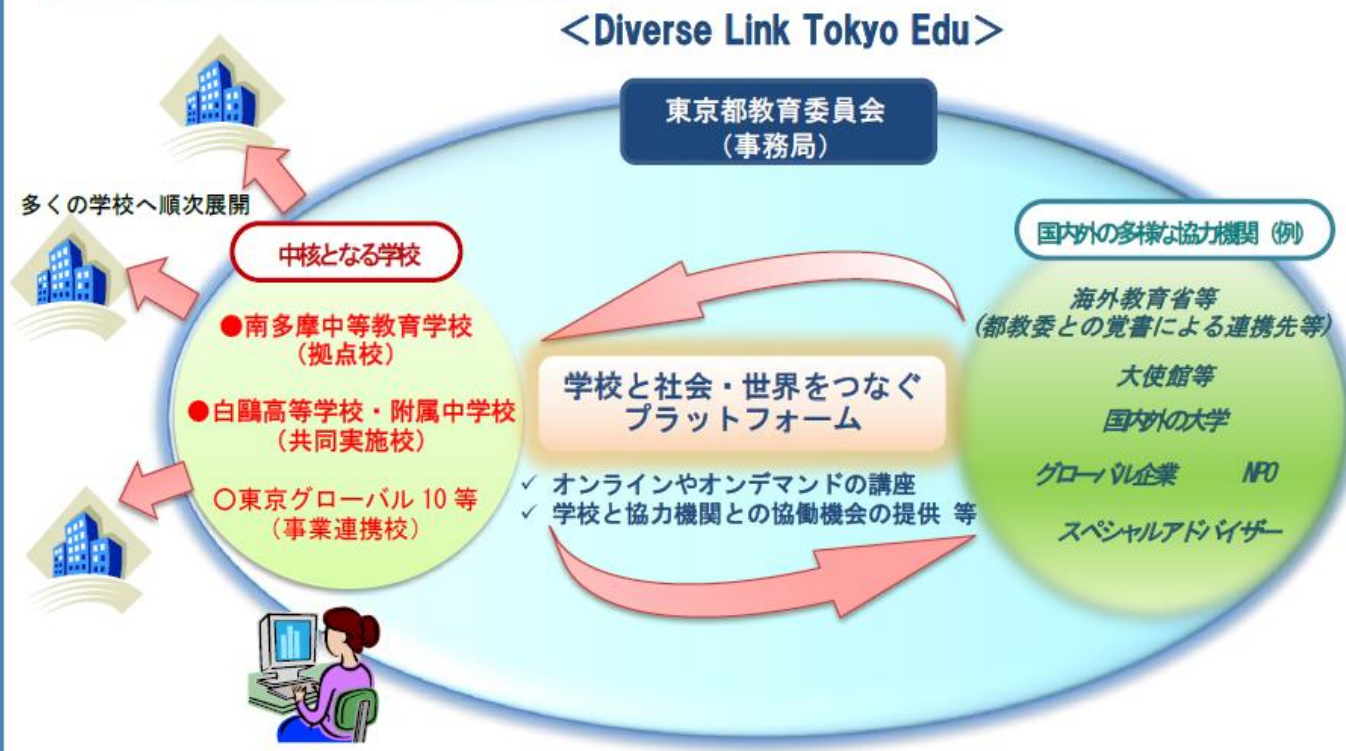 ＜Diverse Link Tokyo Edu＞
東京都教育委員会
（事務局）
多くの学校へ順次展開
中核となる学校
●南多摩中等教育学校
（拠点校）
●白鷗高等学校・附属中学校
（共同実施校）
○東京グローバル 10 等
（事業連携校）
学校と社会・世界をつなぐ
プラットフォーム
✓ オンラインやオンデマンドの講座
✓ 学校と協力機関との協働機会の提供 等
国内外の多様な協力機関（例）
海外教育省等
（都教委との覚書による連携先等）
大使館等
国内外の大学
グローバル企業 NPO
スペシャルアドバイザー